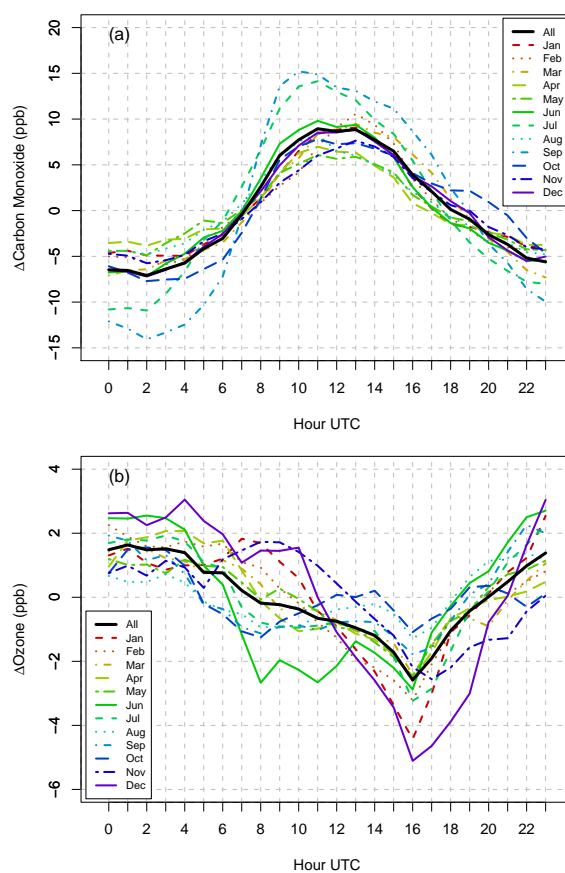 (a)
ΔCarbon Monoxide (ppb)
20
15
10
5
0
−5
−10
−15
0 2 4 6 8 10 12 14 16 18 20 22
Hour UTC
All
Jan
Feb
Mar
Apr
May
Jun
Jul
Aug
Sep
Oct
Nov
Dec
(b)
ΔOzone (ppb)
4
2
0
−2
−4
−6
All
Jan
Feb
Mar
Apr
May
Jun
Jul
Aug
Sep
Oct
Nov
Dec
0 2 4 6 8 10 12 14 16 18 20 22
Hour UTC